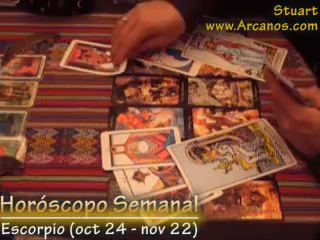 Stuart
www.Arcanos.com
Horóscopo Semanal
Escorpio (oct 24 - nov 22)